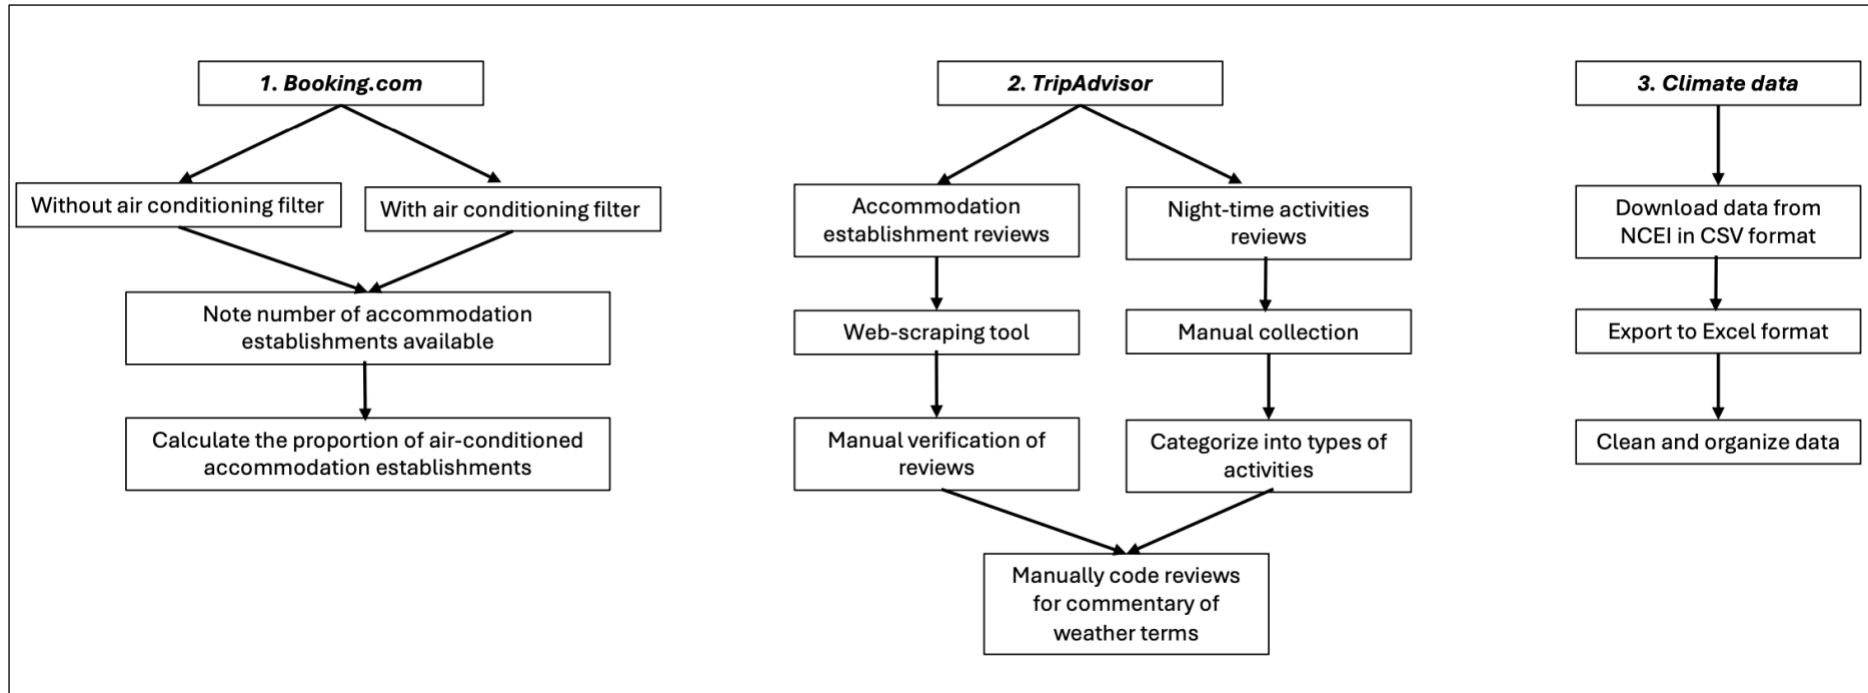 1. Booking.com
Without air conditioning filter
With air conditioning filter
Note number of accommodation
establishments available
Calculate the proportion of air-conditioned
accommodation establishments
2. TripAdvisor
Accommodation
establishment reviews
Night-time activities
reviews
Web-scraping tool
Manual collection
Manual verification of
reviews
Categorize into types of
activities
Manually code reviews
for commentary of
weather terms
3. Climate data
Download data from
NCEI in CSV format
Export to Excel format
Clean and organize data